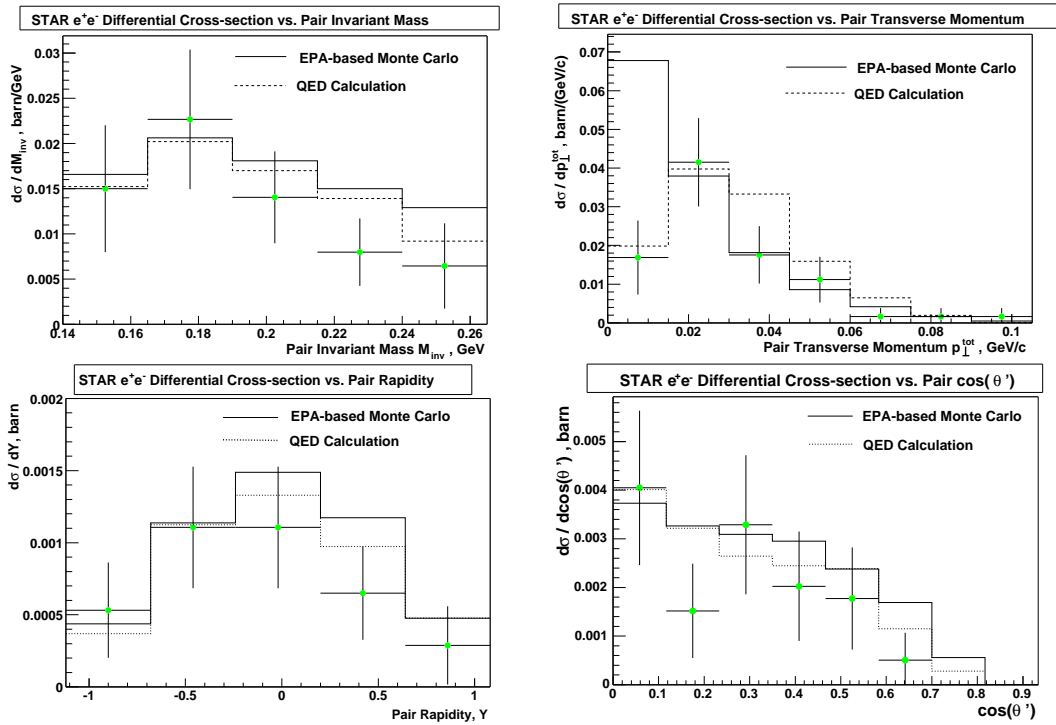 STAR e+e- Differential Cross-section vs. Pair Invariant Mass
dσ / dMinv , barn/GeV
0.03
0.025
0.02
0.015
0.01
0.005
0
EPA-based Monte Carlo
QED Calculation
0.14 0.16 0.18 0.2 0.22 0.24 0.26
Pair Invariant Mass Minv , GeV
STAR e+e- Differential Cross-section vs. Pair Transverse Momentum
dσ / dp⊥tot , barn/(GeV/c)
0.07
0.06
0.05
0.04
0.03
0.02
0.01
0
EPA-based Monte Carlo
QED Calculation
0 0.02 0.04 0.06 0.08 0.1
Pair Transverse Momentum p⊥tot , GeV/c
STAR e+e- Differential Cross-section vs. Pair Rapidity
dσ / dY, barn
0.002
0.0015
0.001
0.0005
0
EPA-based Monte Carlo
QED Calculation
-1 -0.5 0 0.5 1
Pair Rapidity, Y
STAR e+e- Differential Cross-section vs. Pair cos( θ ’)
dσ / dcos(θ ’) , barn
0.005
0.004
0.003
0.002
0.001
0
EPA-based Monte Carlo
QED Calculation
0 0.1 0.2 0.3 0.4 0.5 0.6 0.7 0.8 0.9
cos(θ ’)